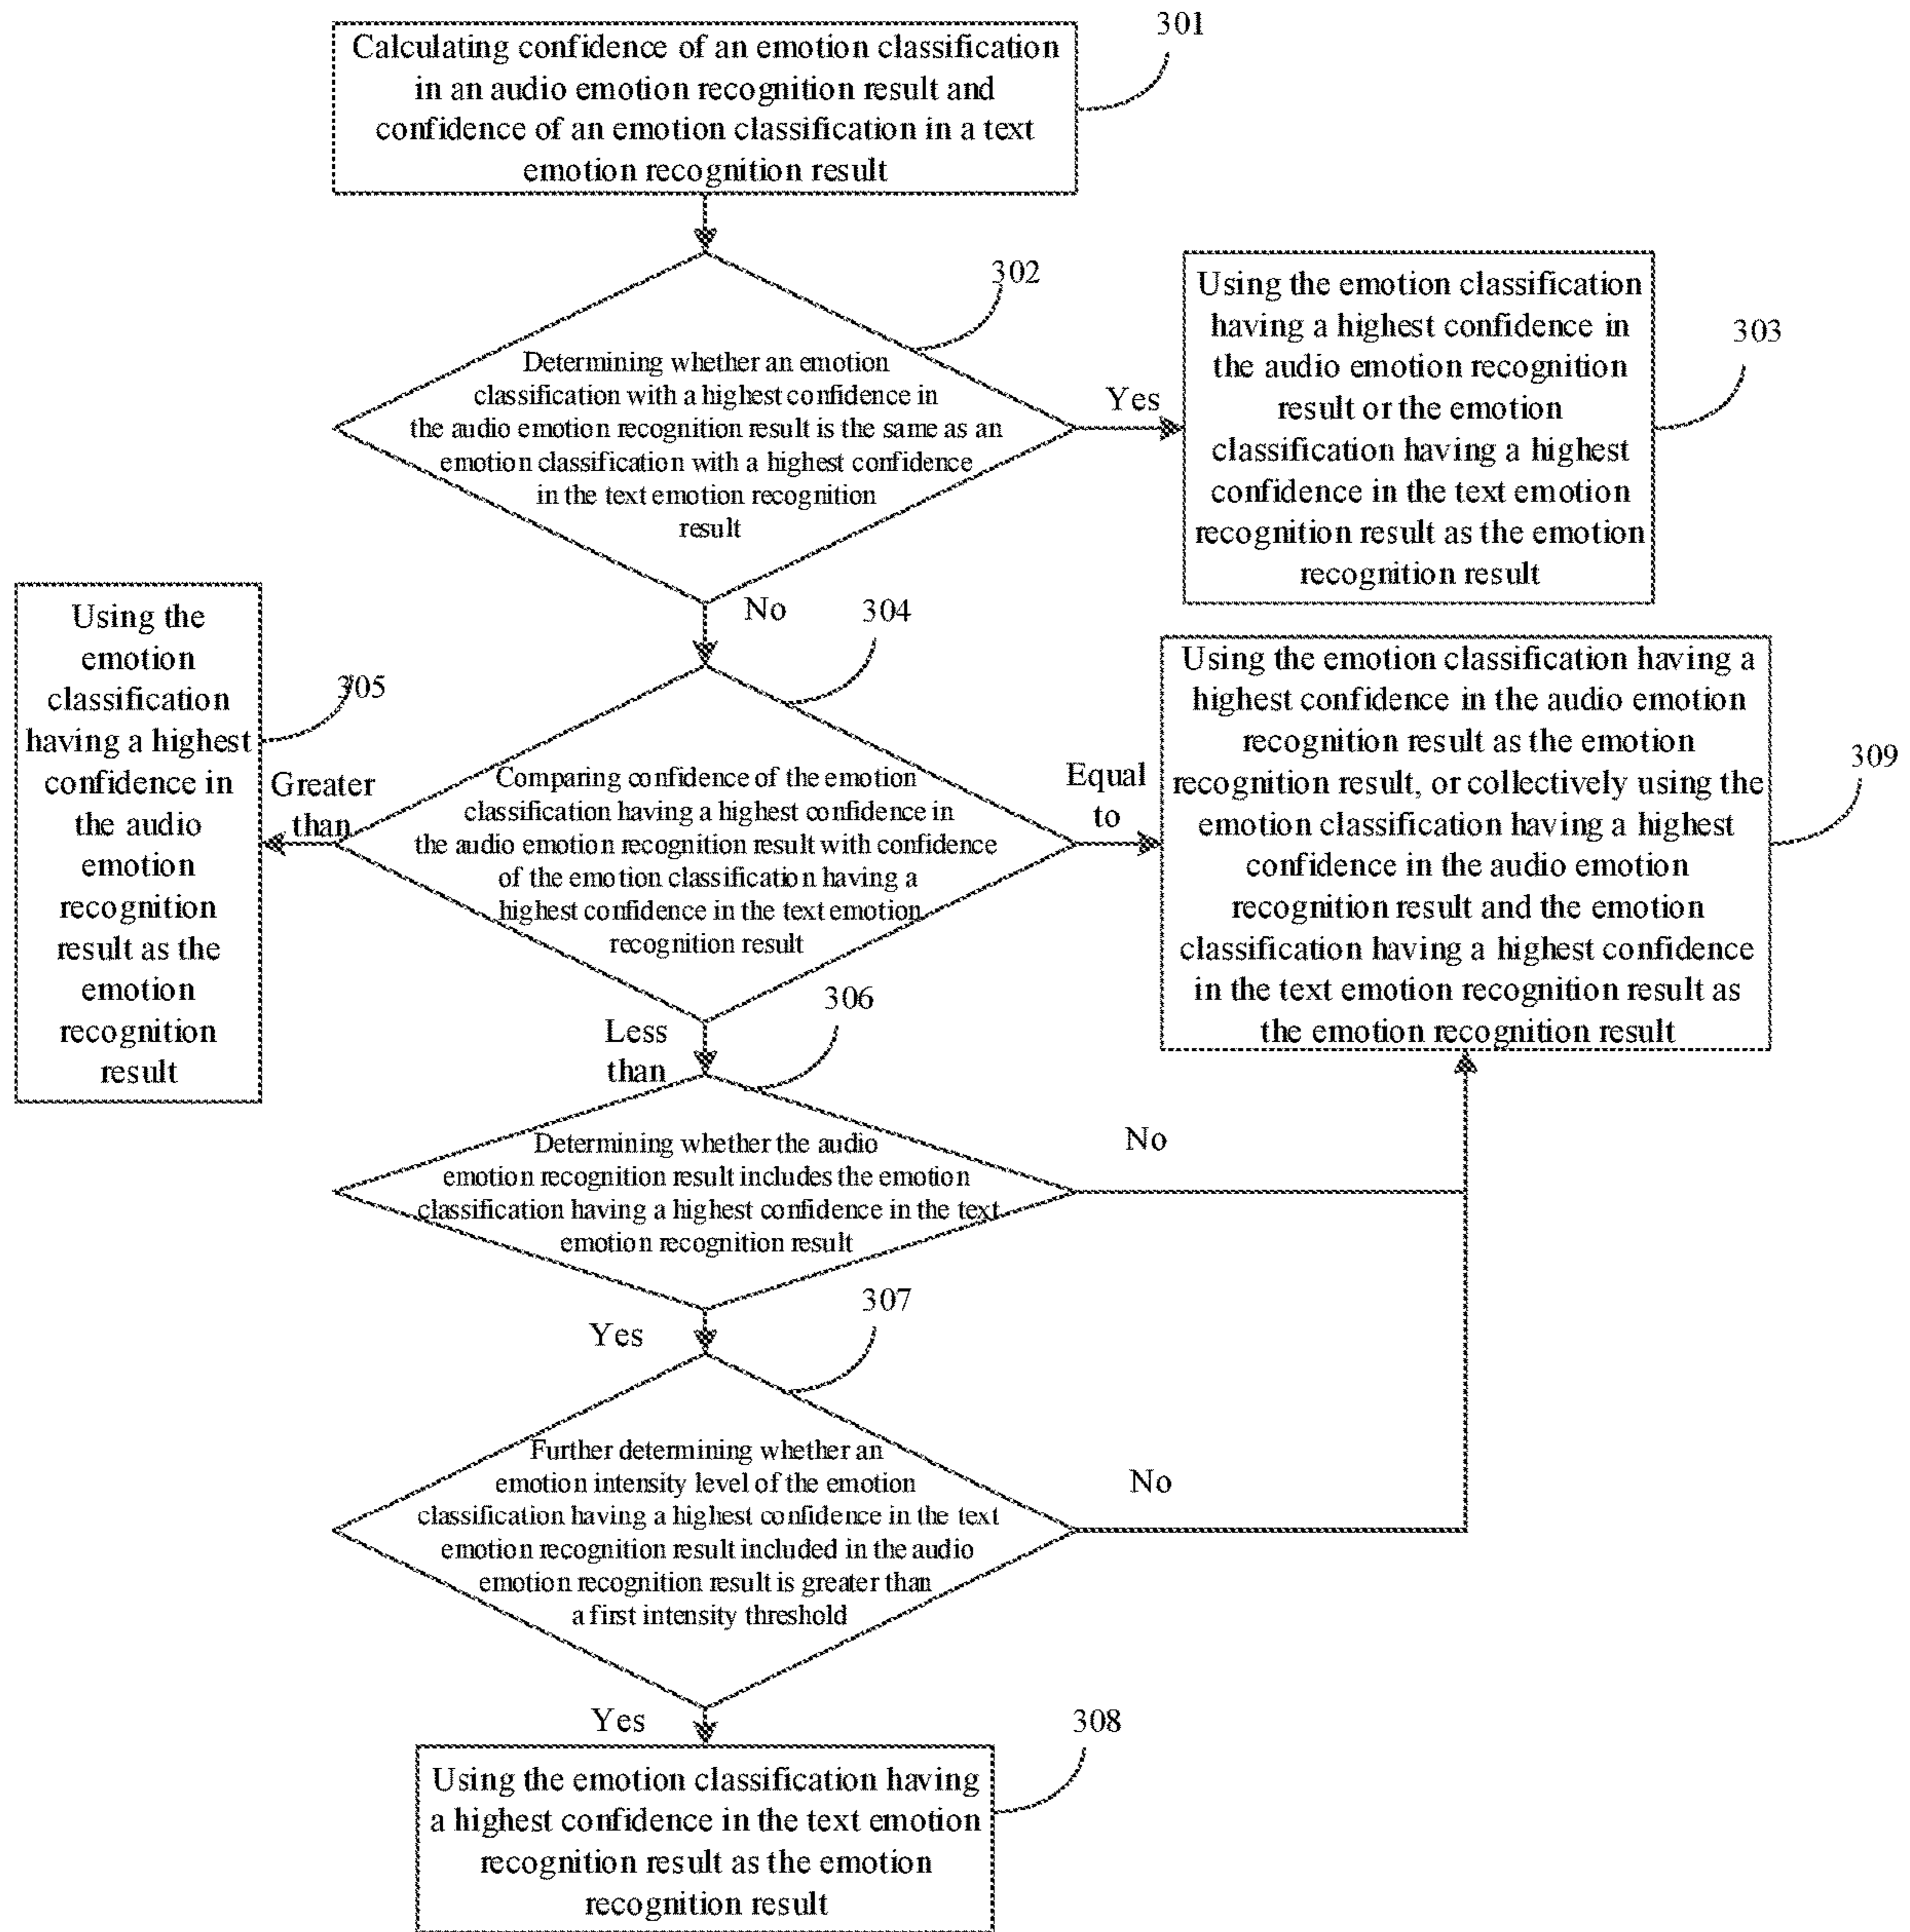 301
Calculating confidence of an emotion classification
in an audio emotion recognition result and
confidence of an emotion classification in a text
emotion recognition result
302
Determining whether an emotion
classification with a highest confidence in
the audio emotion recognition result is the same as an
emotion classification with a highest confidence
in the text emotion recognition
result
Yes
303
Using the emotion classification
having a highest confidence in
the audio emotion recognition
result or the emotion
classification having a highest
confidence in the text emotion
recognition result as the emotion
recognition result
No
304
Comparing confidence of the emotion
classification having a highest confidence in
the audio emotion recognition result with confidence
of the emotion classification having a
highest confidence in the text emotion
recognition result
Greater
than
305
Using the
emotion
classification
having a highest
confidence in
the audio
emotion
recognition
result as the
emotion
recognition
result
Equal
to
309
Using the emotion classification having a
highest confidence in the audio emotion
recognition result as the emotion
recognition result, or collectively using the
emotion classification having a highest
confidence in the audio emotion
recognition result and the emotion
classification having a highest confidence
in the text emotion recognition result as
the emotion recognition result
Less
than
306
Determining whether the audio
emotion recognition result includes the emotion
classification having a highest confidence in the text
emotion recognition result
No
Yes
307
Further determining whether an
emotion intensity level of the emotion
classification having a highest confidence in the text
emotion recognition result included in the audio
emotion recognition result is greater than
a first intensity threshold
No
Yes
308
Using the emotion classification having
a highest confidence in the text emotion
recognition result as the emotion
recognition result